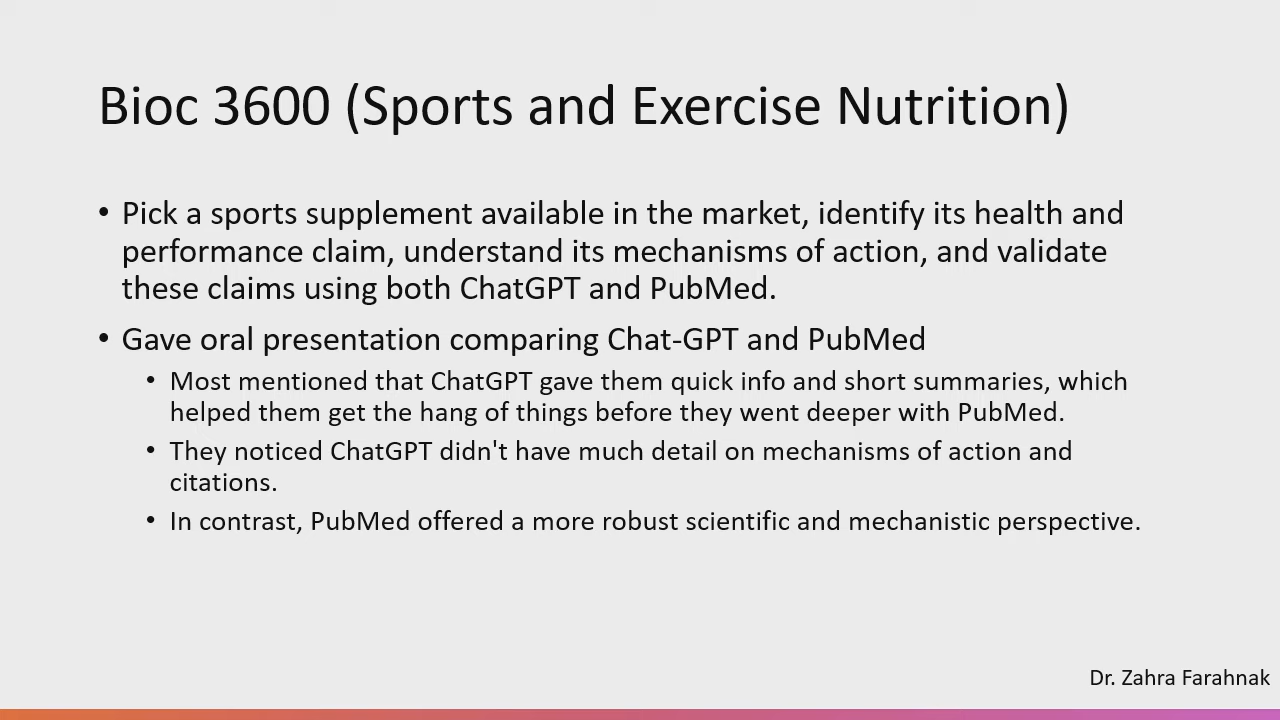 Bioc 3600 (Sports and Exercise Nutrition)
• Pick a sports supplement available in the market, identify its health and
performance claim, understand its mechanisms of action, and validate
these claims using both ChatGPT and PubMed.
• Gave oral presentation comparing Chat-GPT and PubMed
• Most mentioned that ChatGPT gave them quick info and short summaries, which
helped them get the hang of things before they went deeper with PubMed.
• They noticed ChatGPT didn't have much detail on mechanisms of action and
citations.
• In contrast, PubMed offered a more robust scientific and mechanistic perspective.
Dr. Zahra Farahnak